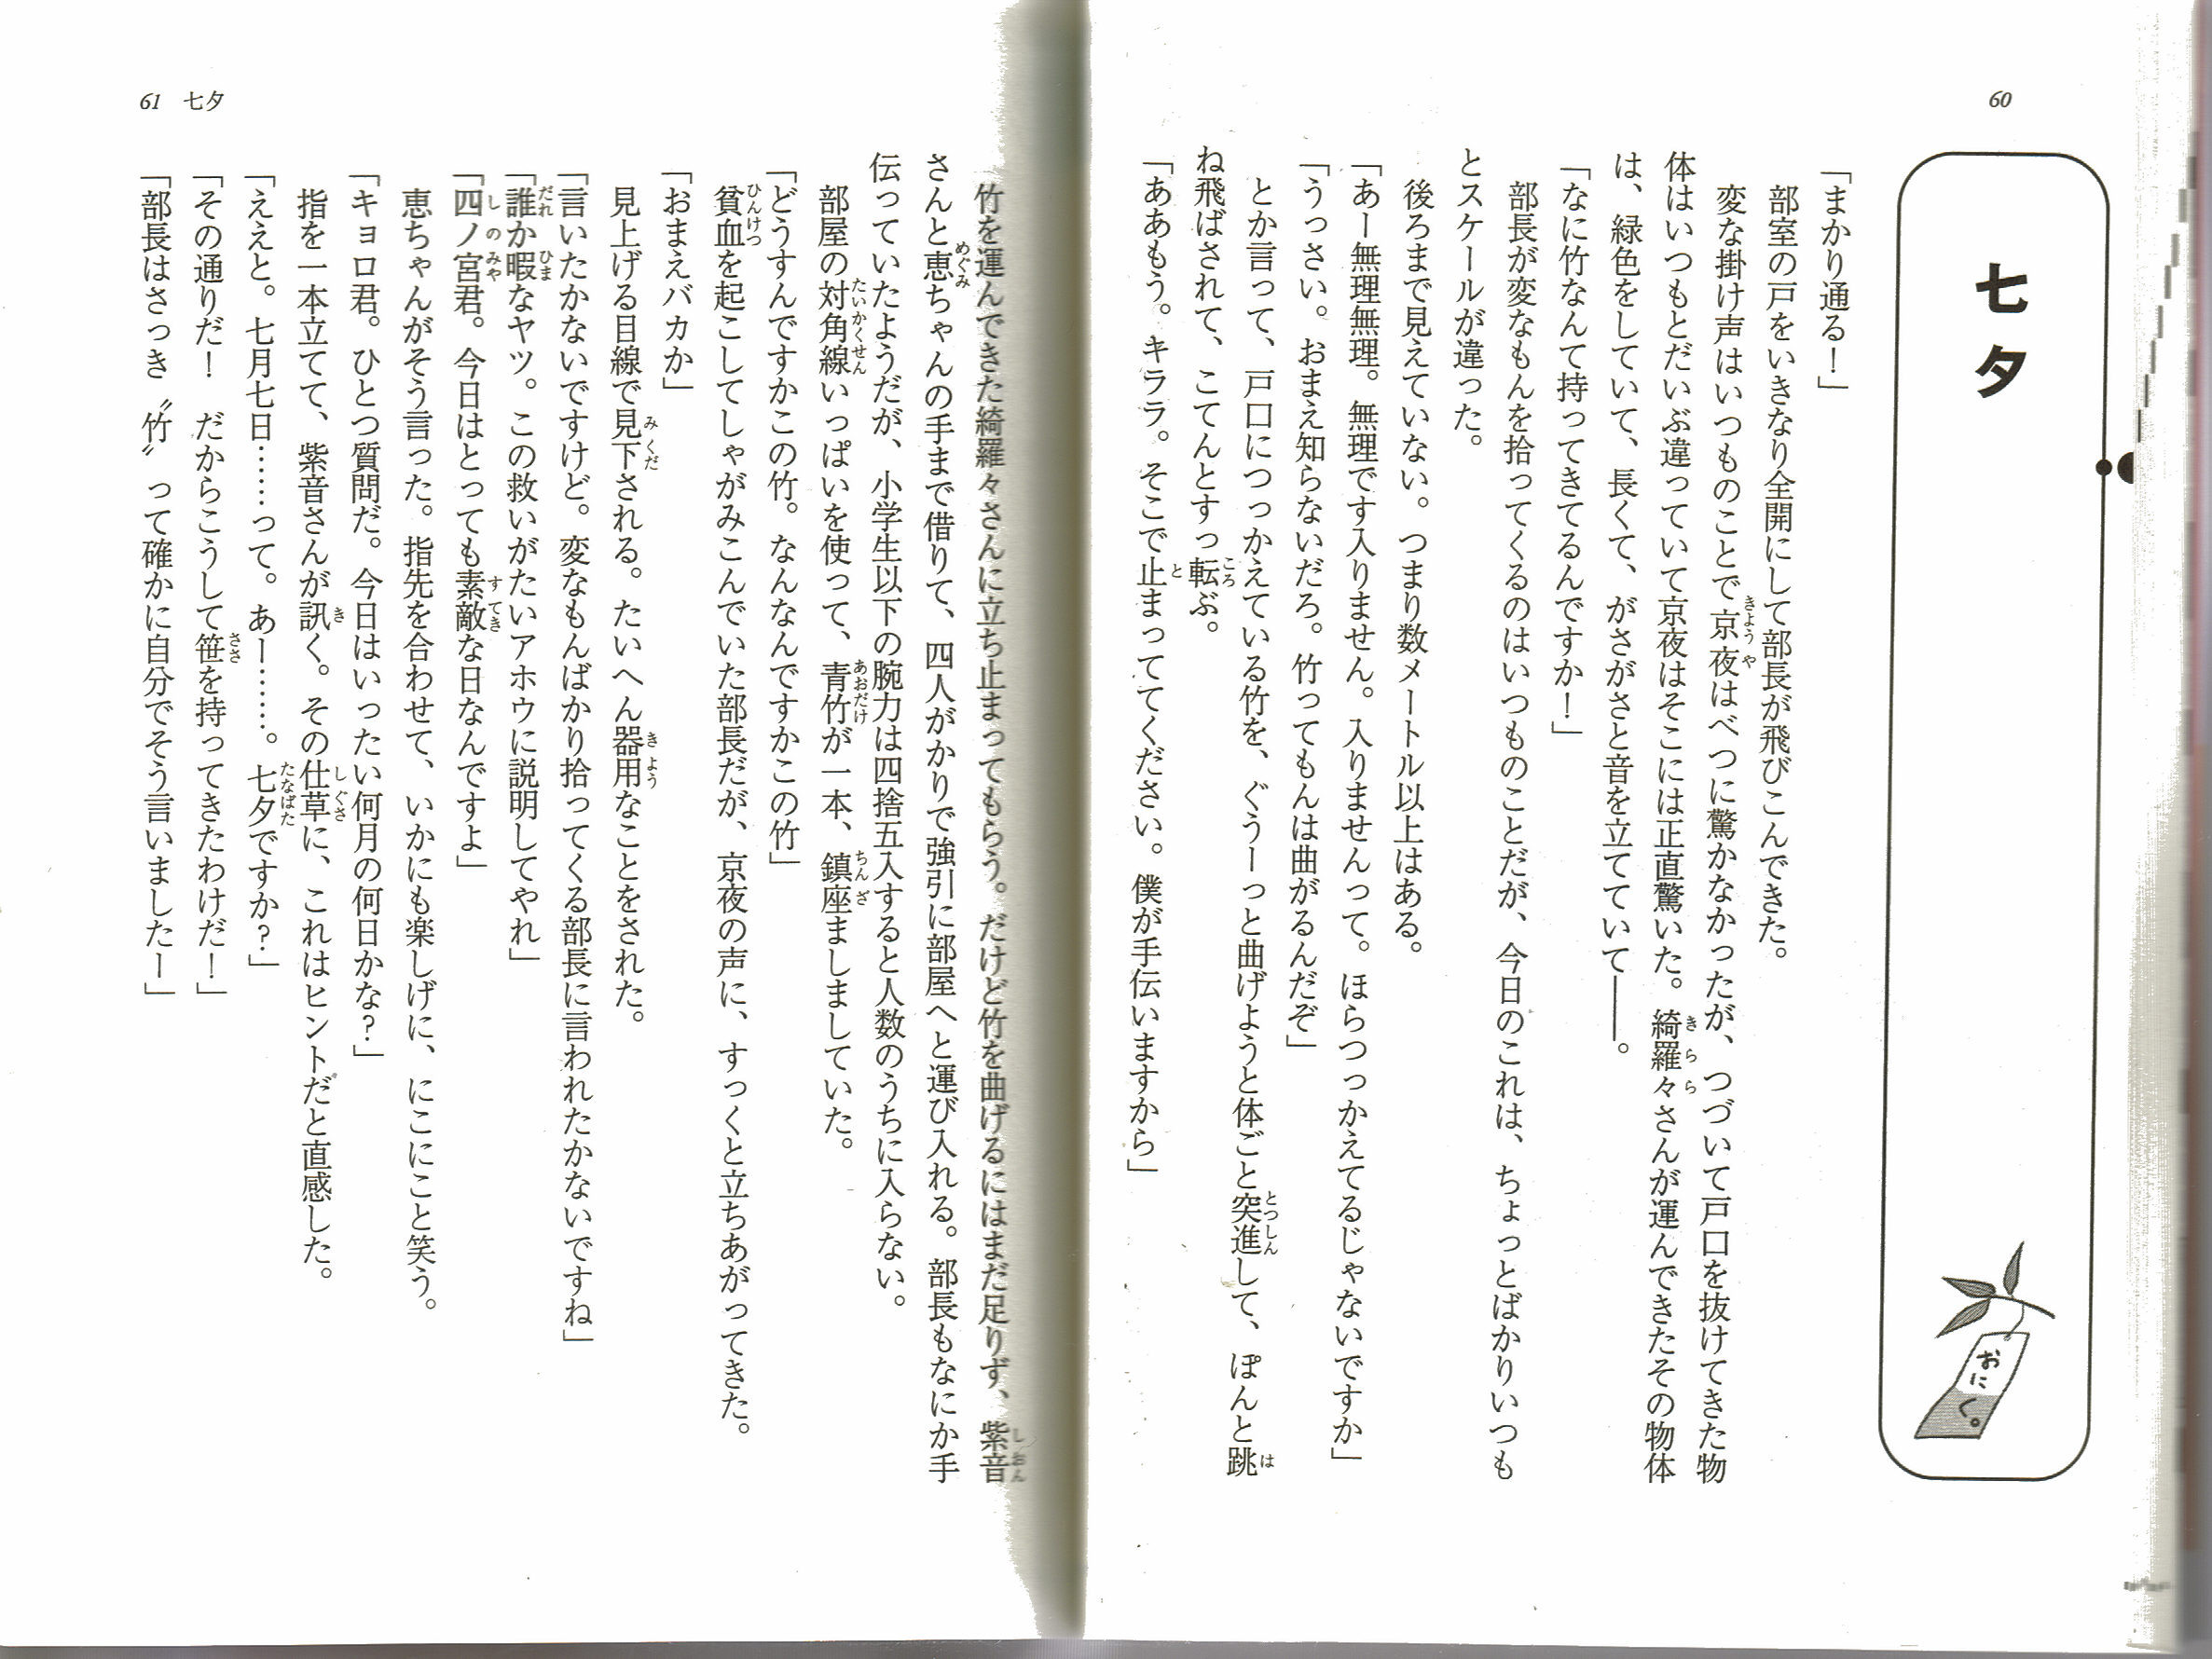 60
七夕
おにく。
「まかり通る！」
部室の戸をいきなり全開にして部長が飛びこんできた。
変な掛け声はいつものことで京夜はべつに驚かなかったが、つづいて戸口を抜けてきた物
体はいつもとだいぶ違っていて京夜はそこには正直驚いた。綺羅々さんが運んできたその物体
は、緑色をしていて、長くて、がさがさと音を立てていて――。
「なに竹なんて持ってきてるんですか！」
部長が変なもんを拾ってくるのはいつものことだが、今日のこれは、ちょっとばかりいつも
とスケールが違った。
後ろまで見えていない。つまり数メートル以上はある。
「あー無理無理。無理です入りません。入りませんって。ほらつっかえてるじゃないですか」
「うっさい。おまえ知らないだろ。竹ってもんは曲がるんだぞ」
とか言って、戸口につっかえている竹を、ぐうーっと曲げようと体ごと突進して、ぽんと跳
ね飛ばされて、こてんとすっ転ぶ。
「ああもう。キララ。そこで止まっててください。僕が手伝いますから」
61 七夕
竹を運んできた綺羅々さんに立ち止まってもらう。だけど竹を曲げるにはまだ足りず、紫音
さんと恵ちゃんの手まで借りて、四人がかりで強引に部屋へと運び入れる。部長もなにか手
伝っていたようだが、小学生以下の腕力は四捨五入すると人数のうちに入らない。
部屋の対角線いっぱいを使って、青竹が一本、鎮座ましましていた。
「どうすんですかこの竹。なんなんですかこの竹」
貧血を起こしてしゃがみこんでいた部長だが、京夜の声に、すっくと立ちあがってきた。
「おまえバカか」
見上げる目線で見下される。たいへん器用なことをされた。
「言いたかないですけど。変なもんばかり拾ってくる部長に言われたかないですね」
「誰か暇なヤツ。この救いがたいアホウに説明してやれ」
「四ノ宮君。今日はとっても素敵な日なんですよ」
恵ちゃんがそう言った。指先を合わせて、いかにも楽しげに、にこにこと笑う。
「キョロ君。ひとつ質問だ。今日はいったい何月の何日かな？」
指を一本立てて、紫音さんが訊く。その仕草に、これはヒントだと直感した。
「ええと。七月七日……って。あー……。七夕ですか？」
「その通りだ！　だからこうして笹を持ってきたわけだ！」
「部長はさっき〝竹〟って確かに自分でそう言いましたー」